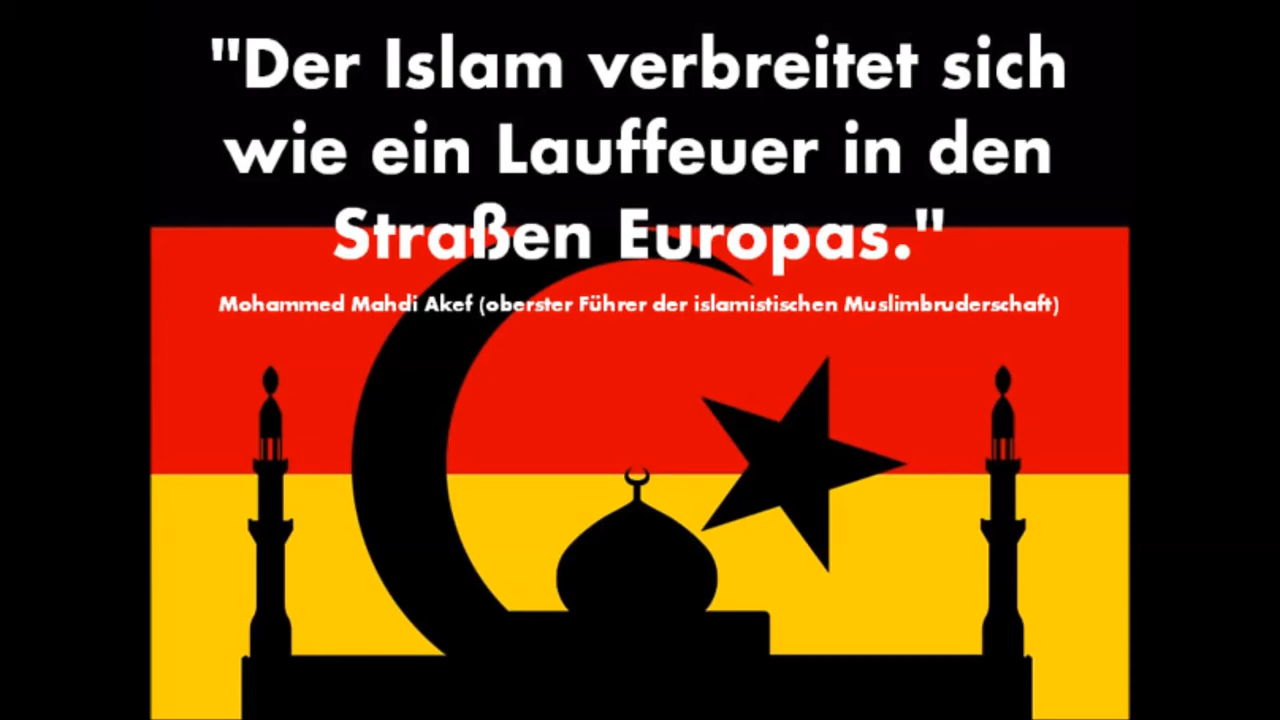 "Der Islam verbreitet sich
wie ein Lauffeuer in den
Straßen Europas."
Mohammed Mahdi Akef (oberster Führer der islamistischen Muslimbruderschaft)